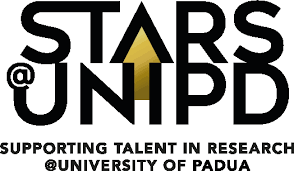 STARS
@UNIPD
SUPPORTING TALENT IN RESEARCH
@UNIVERSITY OF PADUA